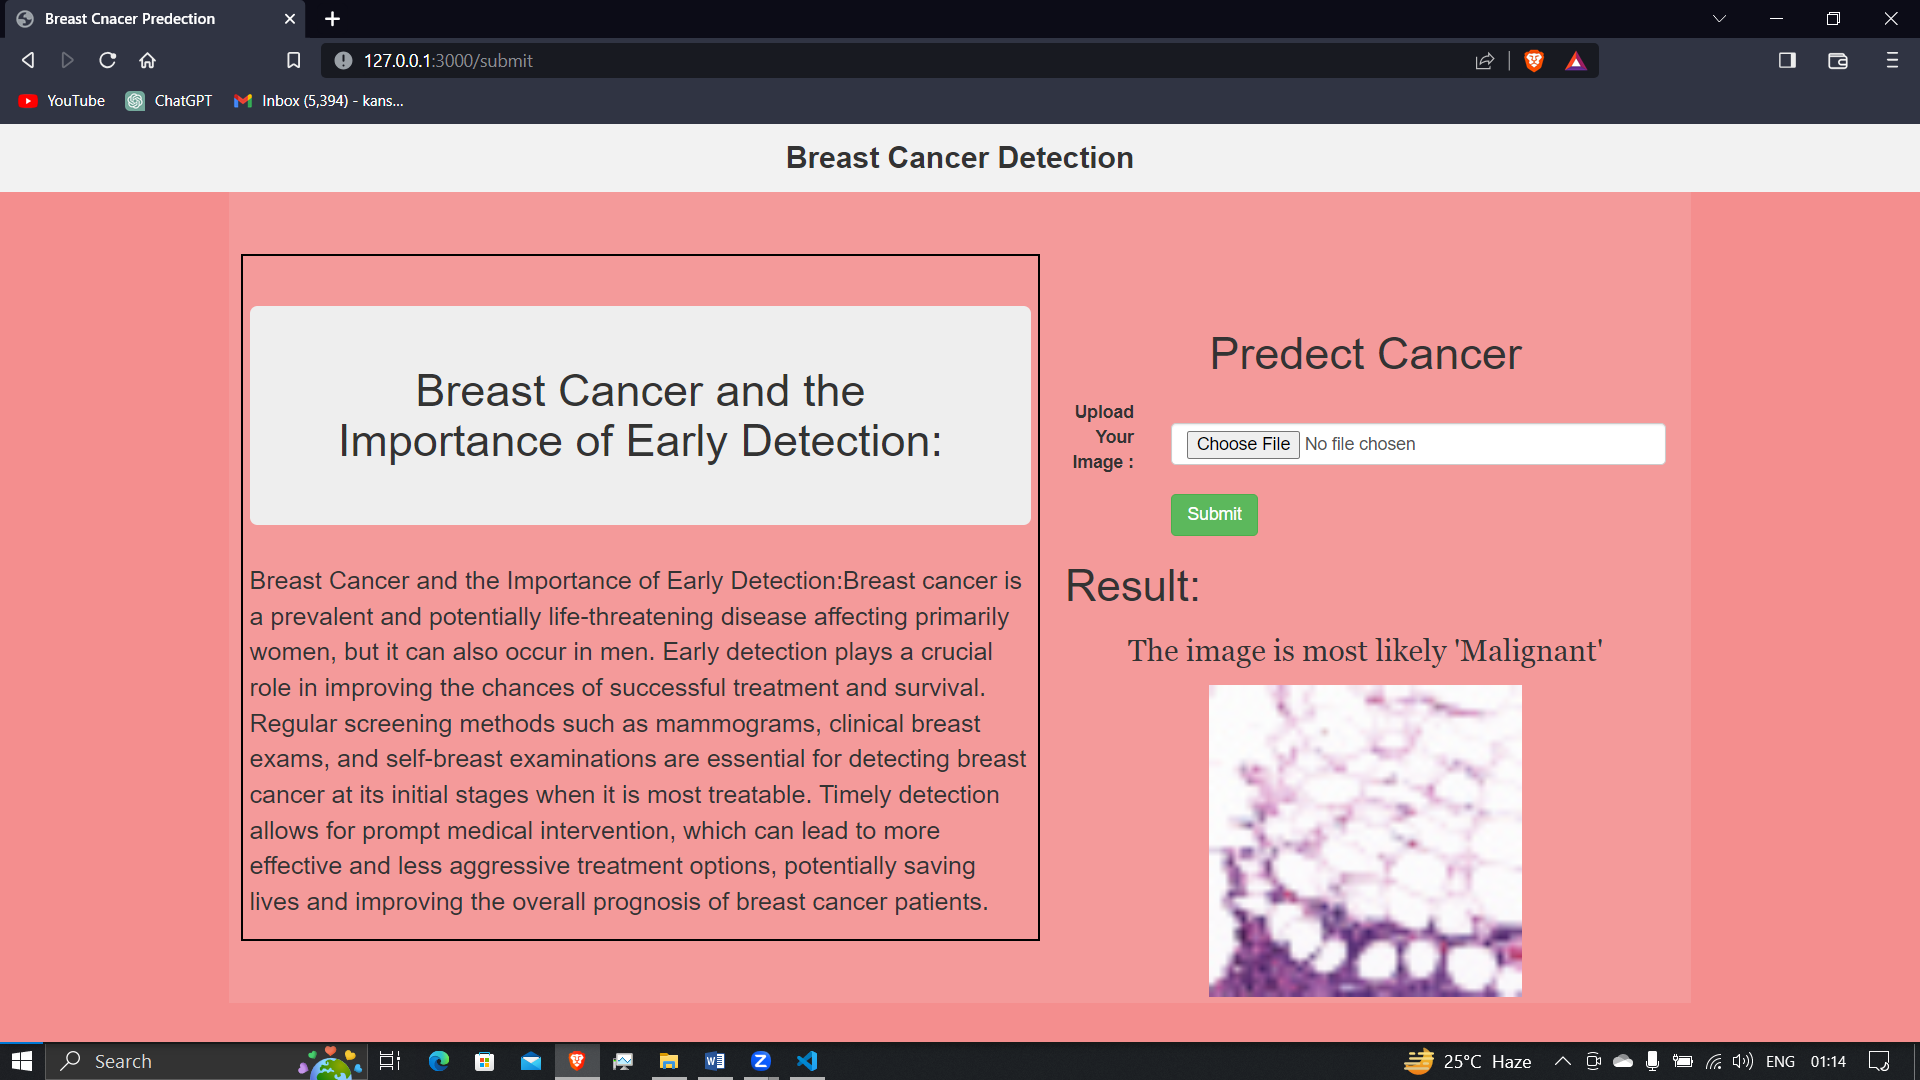 Breast Cnacer Predection
127.0.0.1:3000/submit
YouTube
ChatGPT
Inbox (5,394) - kans...
Breast Cancer Detection
Breast Cancer and the
Importance of Early Detection:
Breast Cancer and the Importance of Early Detection:Breast cancer is
a prevalent and potentially life-threatening disease affecting primarily
women, but it can also occur in men. Early detection plays a crucial
role in improving the chances of successful treatment and survival.
Regular screening methods such as mammograms, clinical breast
exams, and self-breast examinations are essential for detecting breast
cancer at its initial stages when it is most treatable. Timely detection
allows for prompt medical intervention, which can lead to more
effective and less aggressive treatment options, potentially saving
lives and improving the overall prognosis of breast cancer patients.
Predect Cancer
Upload
Your
Image :
Choose File No file chosen
Submit
Result:
The image is most likely 'Malignant'
Search
25°C Haze
ENG
01:14